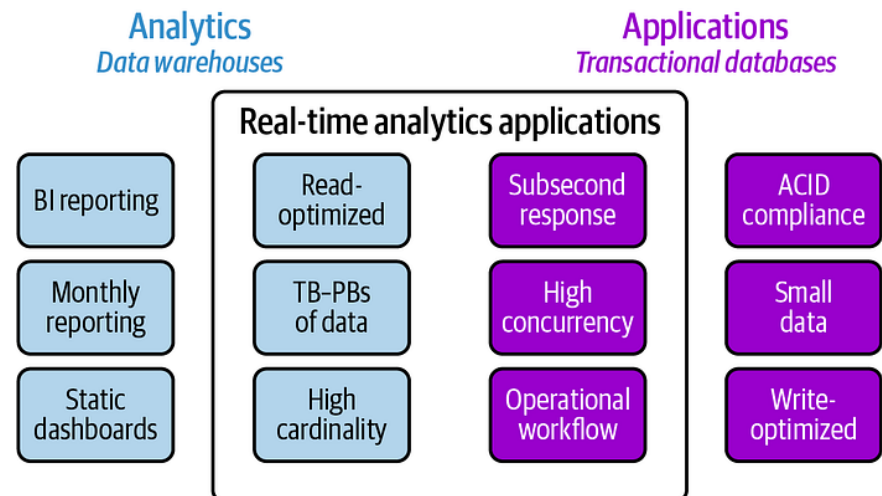 Analytics
Data warehouses
Applications
Transactional databases
Real-time analytics applications
BI reporting
Read-
optimized
Subsecond
response
ACID
compliance
Monthly
reporting
TB–PBs
of data
High
concurrency
Small
data
Static
dashboards
High
cardinality
Operational
workflow
Write-
optimized